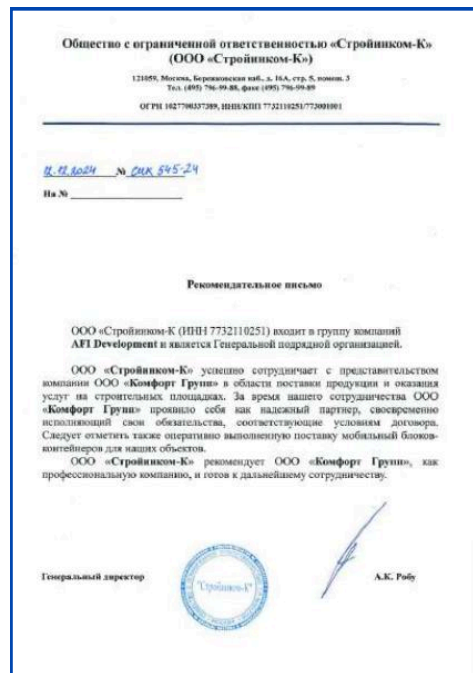 Общество с ограниченной ответственностью «Стройинком-К»
(ООО «Стройинком-К»)
121059, Москва, Бережковская наб., д. 16А, стр. 5, помещ. 3
Тел. (495) 796-99-88, факс (495) 796-99-89
ОГРН 1027700337389, ИНН/КПП 7732110251/773001001
12.12.2024 № СИК 545-24
На №
Рекомендательное письмо
ООО «Стройинком-К (ИНН 7732110251) входит в группу компаний
AFI Development и является Генеральной подрядной организацией.
ООО «Стройинком-К» успешно сотрудничает с представительством
компании ООО «Комфорт Групп» в области поставки продукции и оказания
услуг на строительных площадках. За время нашего сотрудничества ООО
«Комфорт Групп» проявило себя как надежный партнер, своевременно
исполняющий свои обязательства, соответствующие условиям договора.
Следует отметить также оперативно выполненную поставку мобильный блоков-
контейнеров для наших объектов.
ООО «Стройинком-К» рекомендует ООО «Комфорт Групп», как
профессиональную компанию, и готов к дальнейшему сотрудничеству.
Генеральный директор
"Стройинком-К"
А.К. Робу